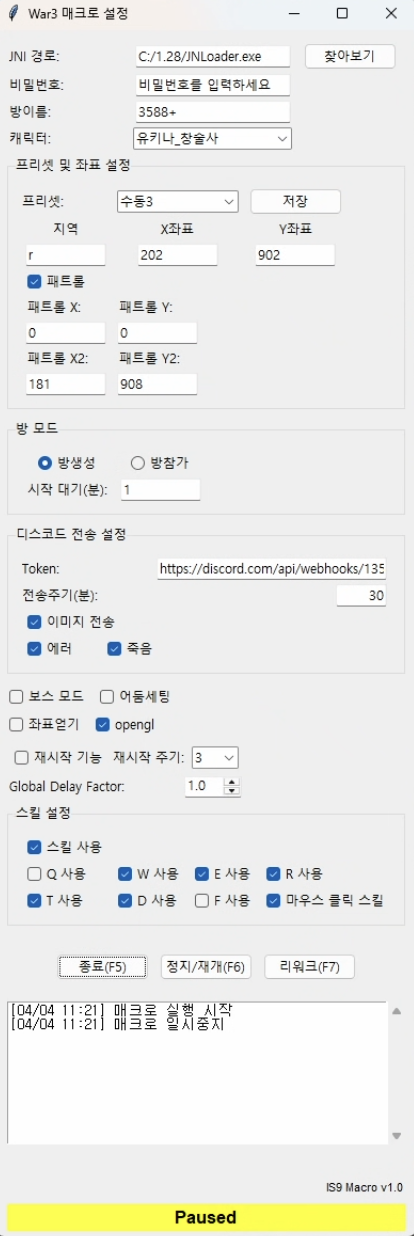 War3 매크로 설정
JNI 경로: C:/1.28/JNLoader.exe 찾아보기
비밀번호: 비밀번호를 입력하세요
방이름: 3588+
캐릭터: 유키나_창술사
프리셋 및 좌표 설정
프리셋: 수동3 저장
지역 X좌표 Y좌표
r 202 902
패트롤
패트롤 X: 패트롤 Y:
0 0
패트롤 X2: 패트롤 Y2:
181 908
방 모드
방생성 방참가
시작 대기(분): 1
디스코드 전송 설정
Token: https://discord.com/api/webhooks/135
전송주기(분): 30
이미지 전송
에러 죽음
보스 모드 어둠세팅
좌표얻기 opengl
재시작 기능 재시작 주기: 3
Global Delay Factor: 1.0
스킬 설정
스킬 사용
Q 사용 W 사용 E 사용 R 사용
T 사용 D 사용 F 사용 마우스 클릭 스킬
종료(F5) 정지/재개(F6) 리워크(F7)
[04/04 11:21] 매크로 실행 시작
[04/04 11:21] 매크로 일시중지
IS9 Macro v1.0
Paused